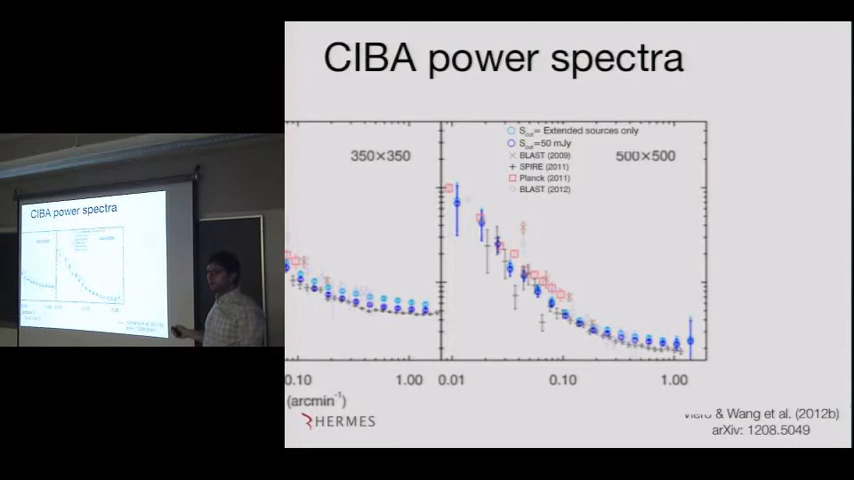 CIBA power spectra
350×350
500×500
S_cut= Extended sources only
S_cut=50 mJy
BLAST (2009)
SPIRE (2011)
Planck (2011)
BLAST (2012)
0.10
1.00
0.01
0.10
1.00
(arcmin⁻¹)
HERMES
Viero & Wang et al. (2012b)
arXiv: 1208.5049
CIBA power spectra